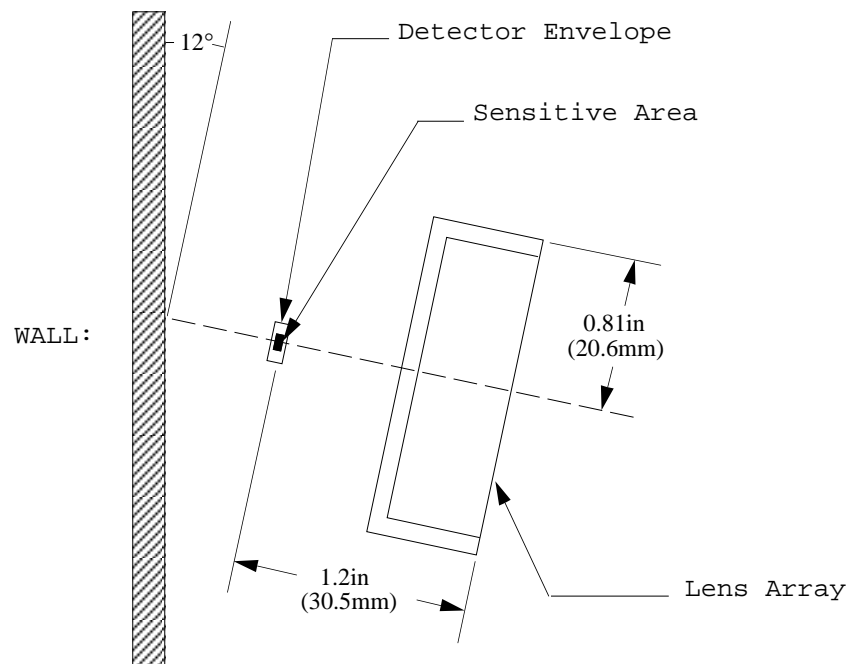 12°
Detector Envelope
Sensitive Area
WALL:
0.81in
(20.6mm)
1.2in
(30.5mm)
Lens Array